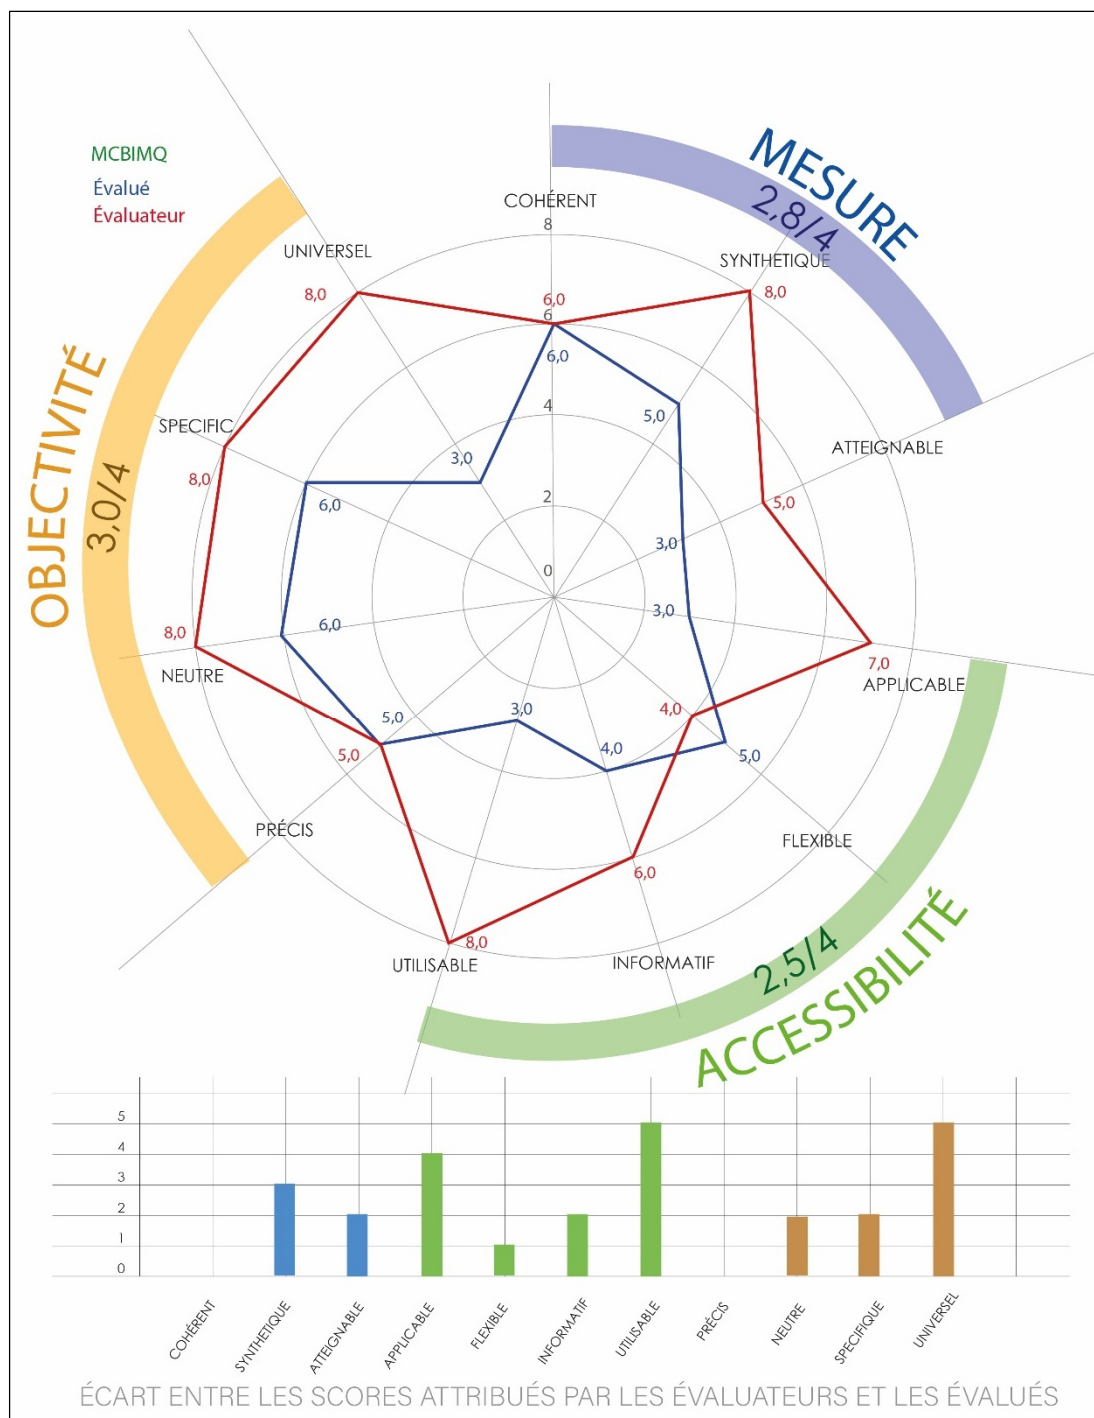 MCBIMQ
Évalué
Évaluateur
MESURE
2,8/4
COHÉRENT
8
SYNTHETIQUE
8,0
UNIVERSEL
8,0
6,0
6
6,0
5,0
4
ATTEIGNABLE
5,0
SPECIFIC
8,0
6,0
3,0
2
3,0
OBJECTIVITÉ
3,0/4
0
3,0
8,0
6,0
NEUTRE
7,0
APPLICABLE
5,0
5,0
3,0
4,0
4,0
5,0
PRÉCIS
FLEXIBLE
6,0
8,0
UTILISABLE
INFORMATIF
2,5/4
ACCESSIBILITÉ
5
4
3
2
1
0
COHÉRENT
SYNTHETIQUE
ATTEIGNABLE
APPLICABLE
FLEXIBLE
INFORMATIF
UTILISABLE
PRÉCIS
NEUTRE
SPECIFIQUE
UNIVERSEL
ÉCART ENTRE LES SCORES ATTRIBUÉS PAR LES ÉVALUATEURS ET LES ÉVALUÉS